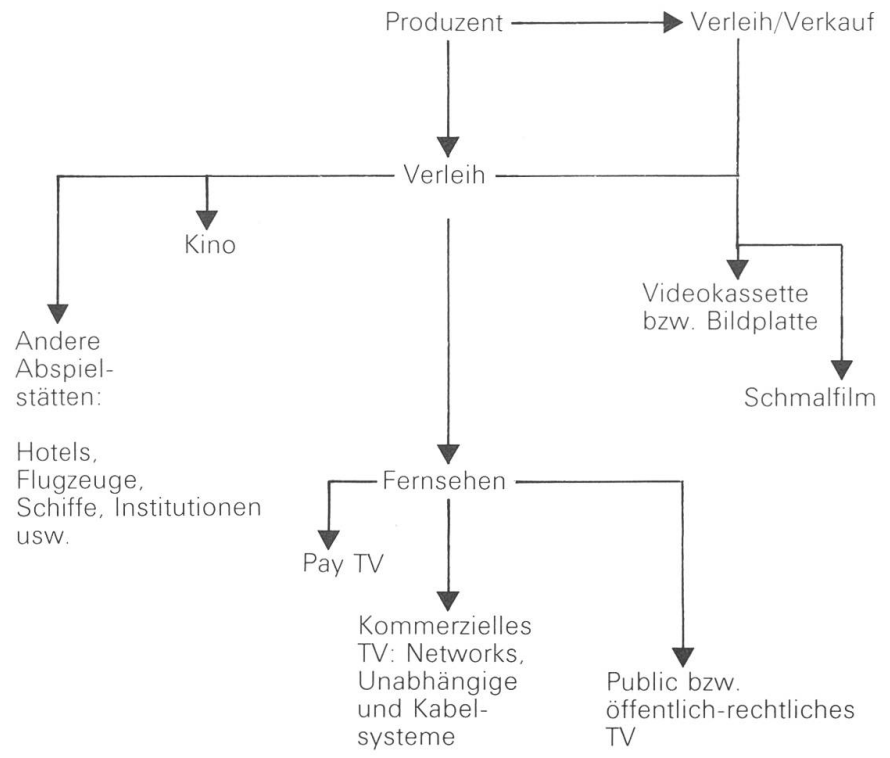 Produzent
Verleih/Verkauf
Verleih
Kino
Videokassette
bzw. Bildplatte
Andere
Abspiel-
stätten:
Schmalfilm
Hotels,
Flugzeuge,
Schiffe, Institutionen
usw.
Fernsehen
Pay TV
Kommerzielles
TV: Networks,
Unabhängige
und Kabel-
systeme
Public bzw.
öffentlich-rechtliches
TV